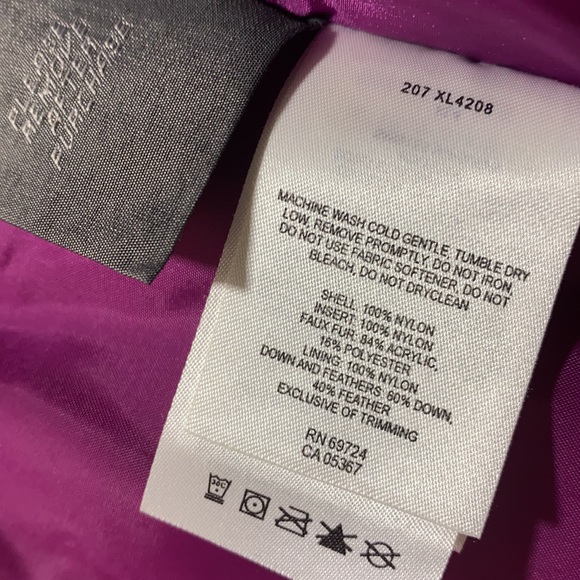 PLEASE
REMOVE
AFTER
PURCHASE!
207 XL4208
MACHINE WASH COLD GENTLE, TUMBLE DRY
LOW, REMOVE PROMPTLY. DO NOT IRON,
DO NOT USE FABRIC SOFTENER, DO NOT
BLEACH, DO NOT DRYCLEAN
SHELL: 100% NYLON
INSERT: 100% NYLON
FAUX FUR: 84% ACRYLIC,
16% POLYESTER
LINING: 100% NYLON
DOWN AND FEATHERS: 60% DOWN,
40% FEATHER
EXCLUSIVE OF TRIMMING
RN 69724
CA 05367
30C